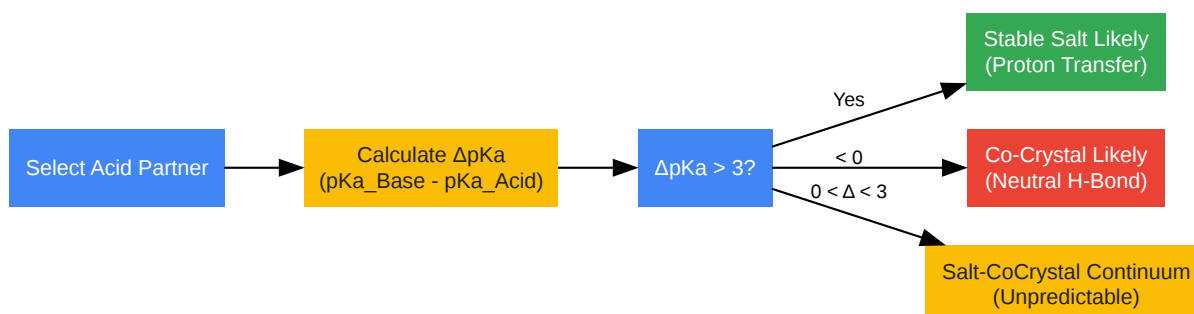 Select Acid Partner
Calculate ΔpKa
(pKa_Base - pKa_Acid)
ΔpKa > 3?
Yes
Stable Salt Likely
(Proton Transfer)
< 0
Co-Crystal Likely
(Neutral H-Bond)
0 < Δ < 3
Salt-CoCrystal Continuum
(Unpredictable)